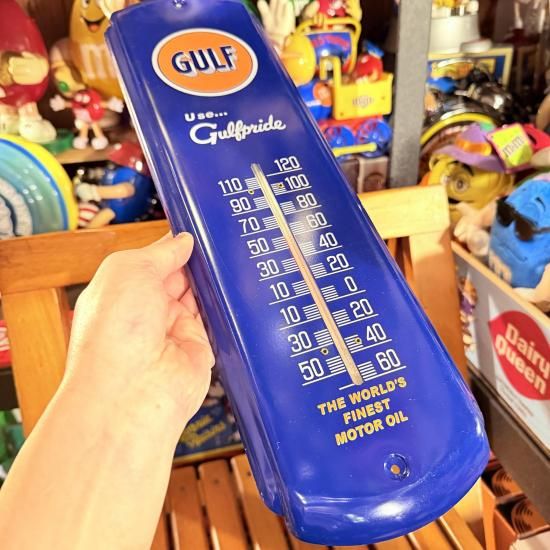 GULF
Use...
Gulfpride
120
110 100
90 80
70 60
50 40
30 20
10 0
10 20
30 40
50 60
THE WORLD'S
FINEST
MOTOR OIL
m&m
Dairy
Queen